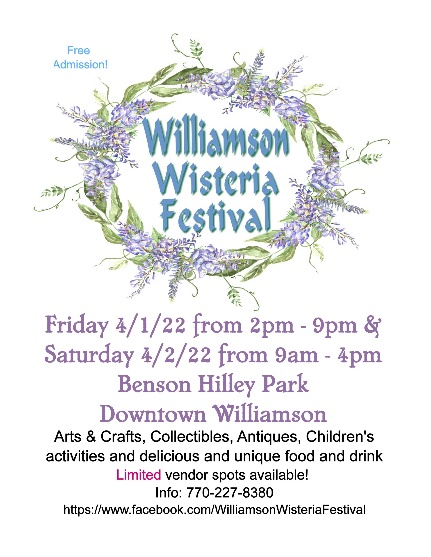 Free
Admission!
Williamson
Wisteria
Festival
Friday 4/1/22 from 2pm - 9pm &
Saturday 4/2/22 from 9am - 4pm
Benson Hilley Park
Downtown Williamson
Arts & Crafts, Collectibles, Antiques, Children's
activities and delicious and unique food and drink
Limited vendor spots available!
Info: 770-227-8380
https://www.facebook.com/WilliamsonWisteriaFestival